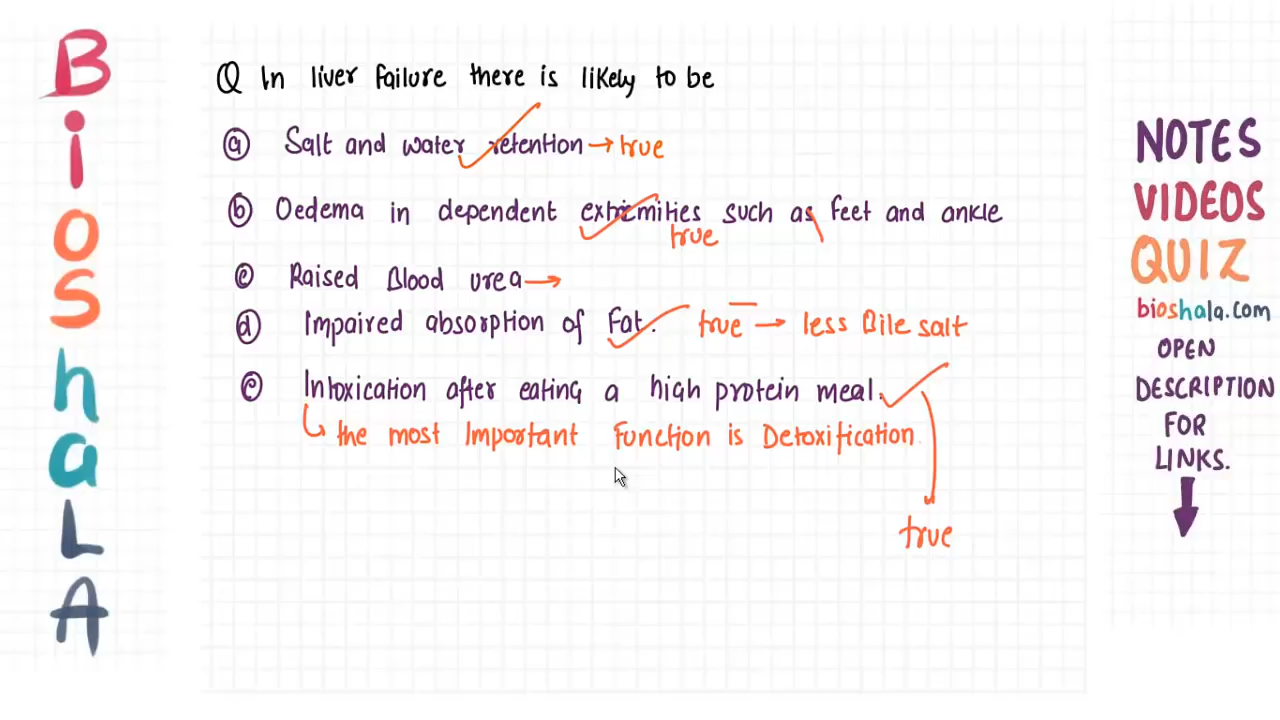 BioshaLA
Q In liver failure there is likely to be
a Salt and water retention → true
b Oedema in dependent extremities such as feet and ankle
true
c Raised Blood urea →
d Impaired absorption of Fat. true → less Bile salt
e Intoxication after eating a high protein meal.
the most Important Function is Detoxification
true
NOTES
VIDEOS
QUIZ
bioshala.com
OPEN
DESCRIPTION
FOR
LINKS.